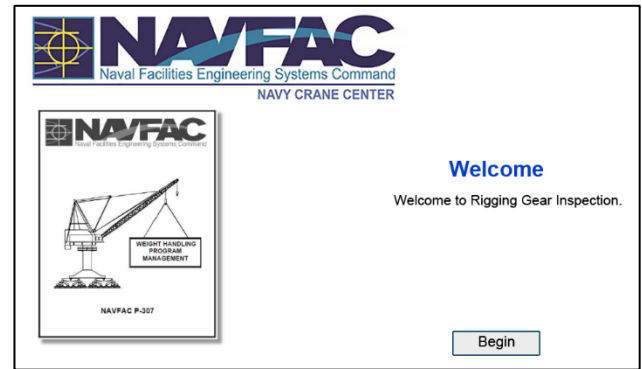 NAVFAC
Naval Facilities Engineering Systems Command
NAVY CRANE CENTER
NAVFAC
Naval Facilities Engineering Systems Command
WEIGHT HANDLING
PROGRAM
MANAGEMENT
NAVFAC P-307
Welcome
Welcome to Rigging Gear Inspection.
Begin